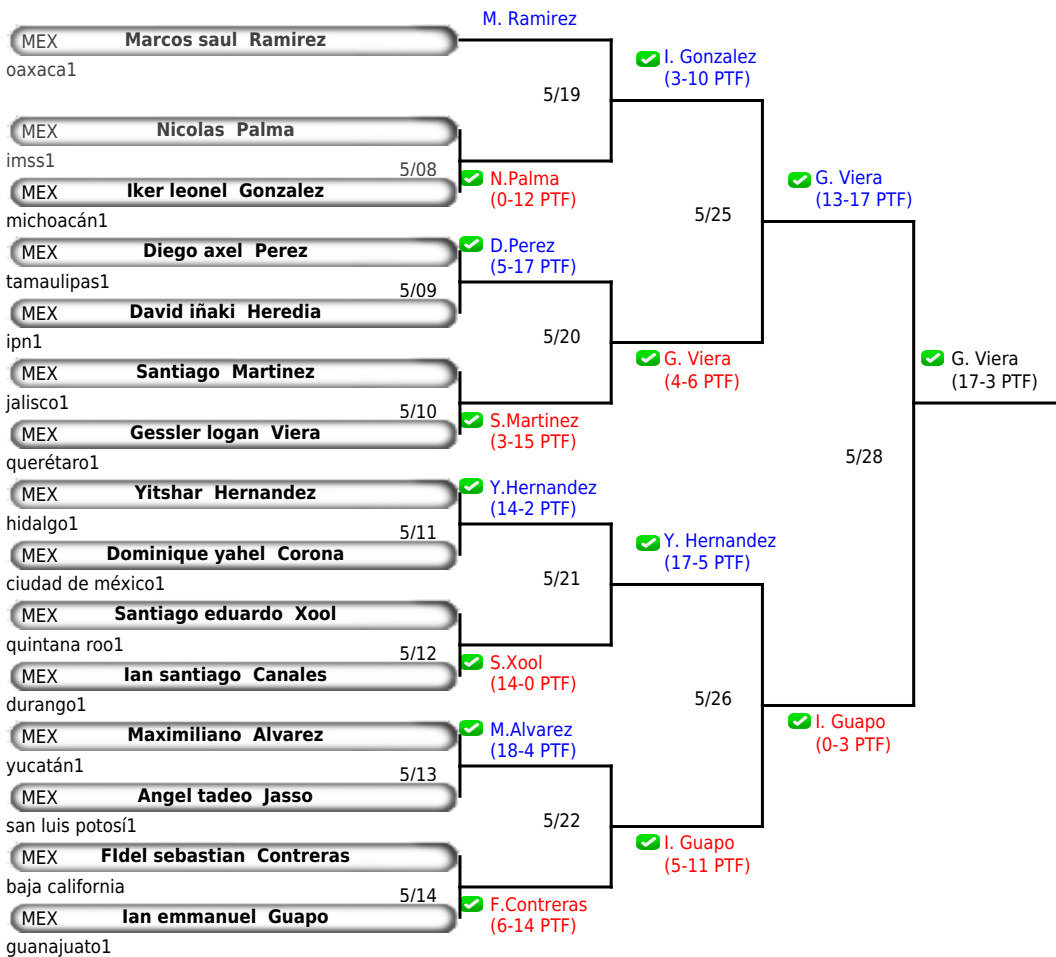 M. Ramirez
MEX Marcos saul Ramirez
oaxaca1
I. Gonzalez
(3-10 PTF)
5/19
MEX Nicolas Palma
imss1
5/08
MEX Iker leonel Gonzalez
michoacán1
N.Palma
(0-12 PTF)
G. Viera
(13-17 PTF)
5/25
MEX Diego axel Perez
tamaulipas1
D.Perez
(5-17 PTF)
5/09
MEX David iñaki Heredia
ipn1
5/20
MEX Santiago Martinez
jalisco1
G. Viera
(4-6 PTF)
G. Viera
(17-3 PTF)
5/10
MEX Gessler logan Viera
querétaro1
S.Martinez
(3-15 PTF)
5/28
MEX Yitshar Hernandez
hidalgo1
Y.Hernandez
(14-2 PTF)
5/11
MEX Dominique yahel Corona
ciudad de méxico1
Y. Hernandez
(17-5 PTF)
5/21
MEX Santiago eduardo Xool
quintana roo1
5/12
MEX Ian santiago Canales
durango1
S.Xool
(14-0 PTF)
5/26
MEX Maximiliano Alvarez
yucatán1
M.Alvarez
(18-4 PTF)
I. Guapo
(0-3 PTF)
5/13
MEX Angel tadeo Jasso
san luis potosí1
5/22
MEX FIdel sebastian Contreras
baja california
I. Guapo
(5-11 PTF)
5/14
MEX Ian emmanuel Guapo
guanajuato1
F.Contreras
(6-14 PTF)